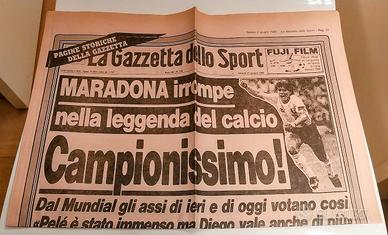 PAGINE STORICHE
DELLA GAZZETTA
La Gazzetta dello Sport
FUJI FILM
MARADONA irrompe
nella leggenda del calcio
Campionissimo!
Dal Mundial gli assi di ieri e di oggi votano così
«Pelé è stato immenso ma Diego vale anche di più»